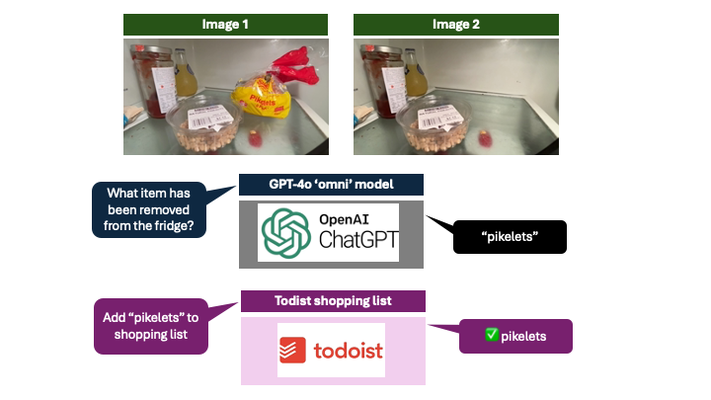 Image 1
Image 2
Pikelets
GPT-4o ‘omni’ model
What item has
been removed
from the fridge?
OpenAI
ChatGPT
“pikelets”
Todist shopping list
Add “pikelets” to
shopping list
todoist
✅ pikelets